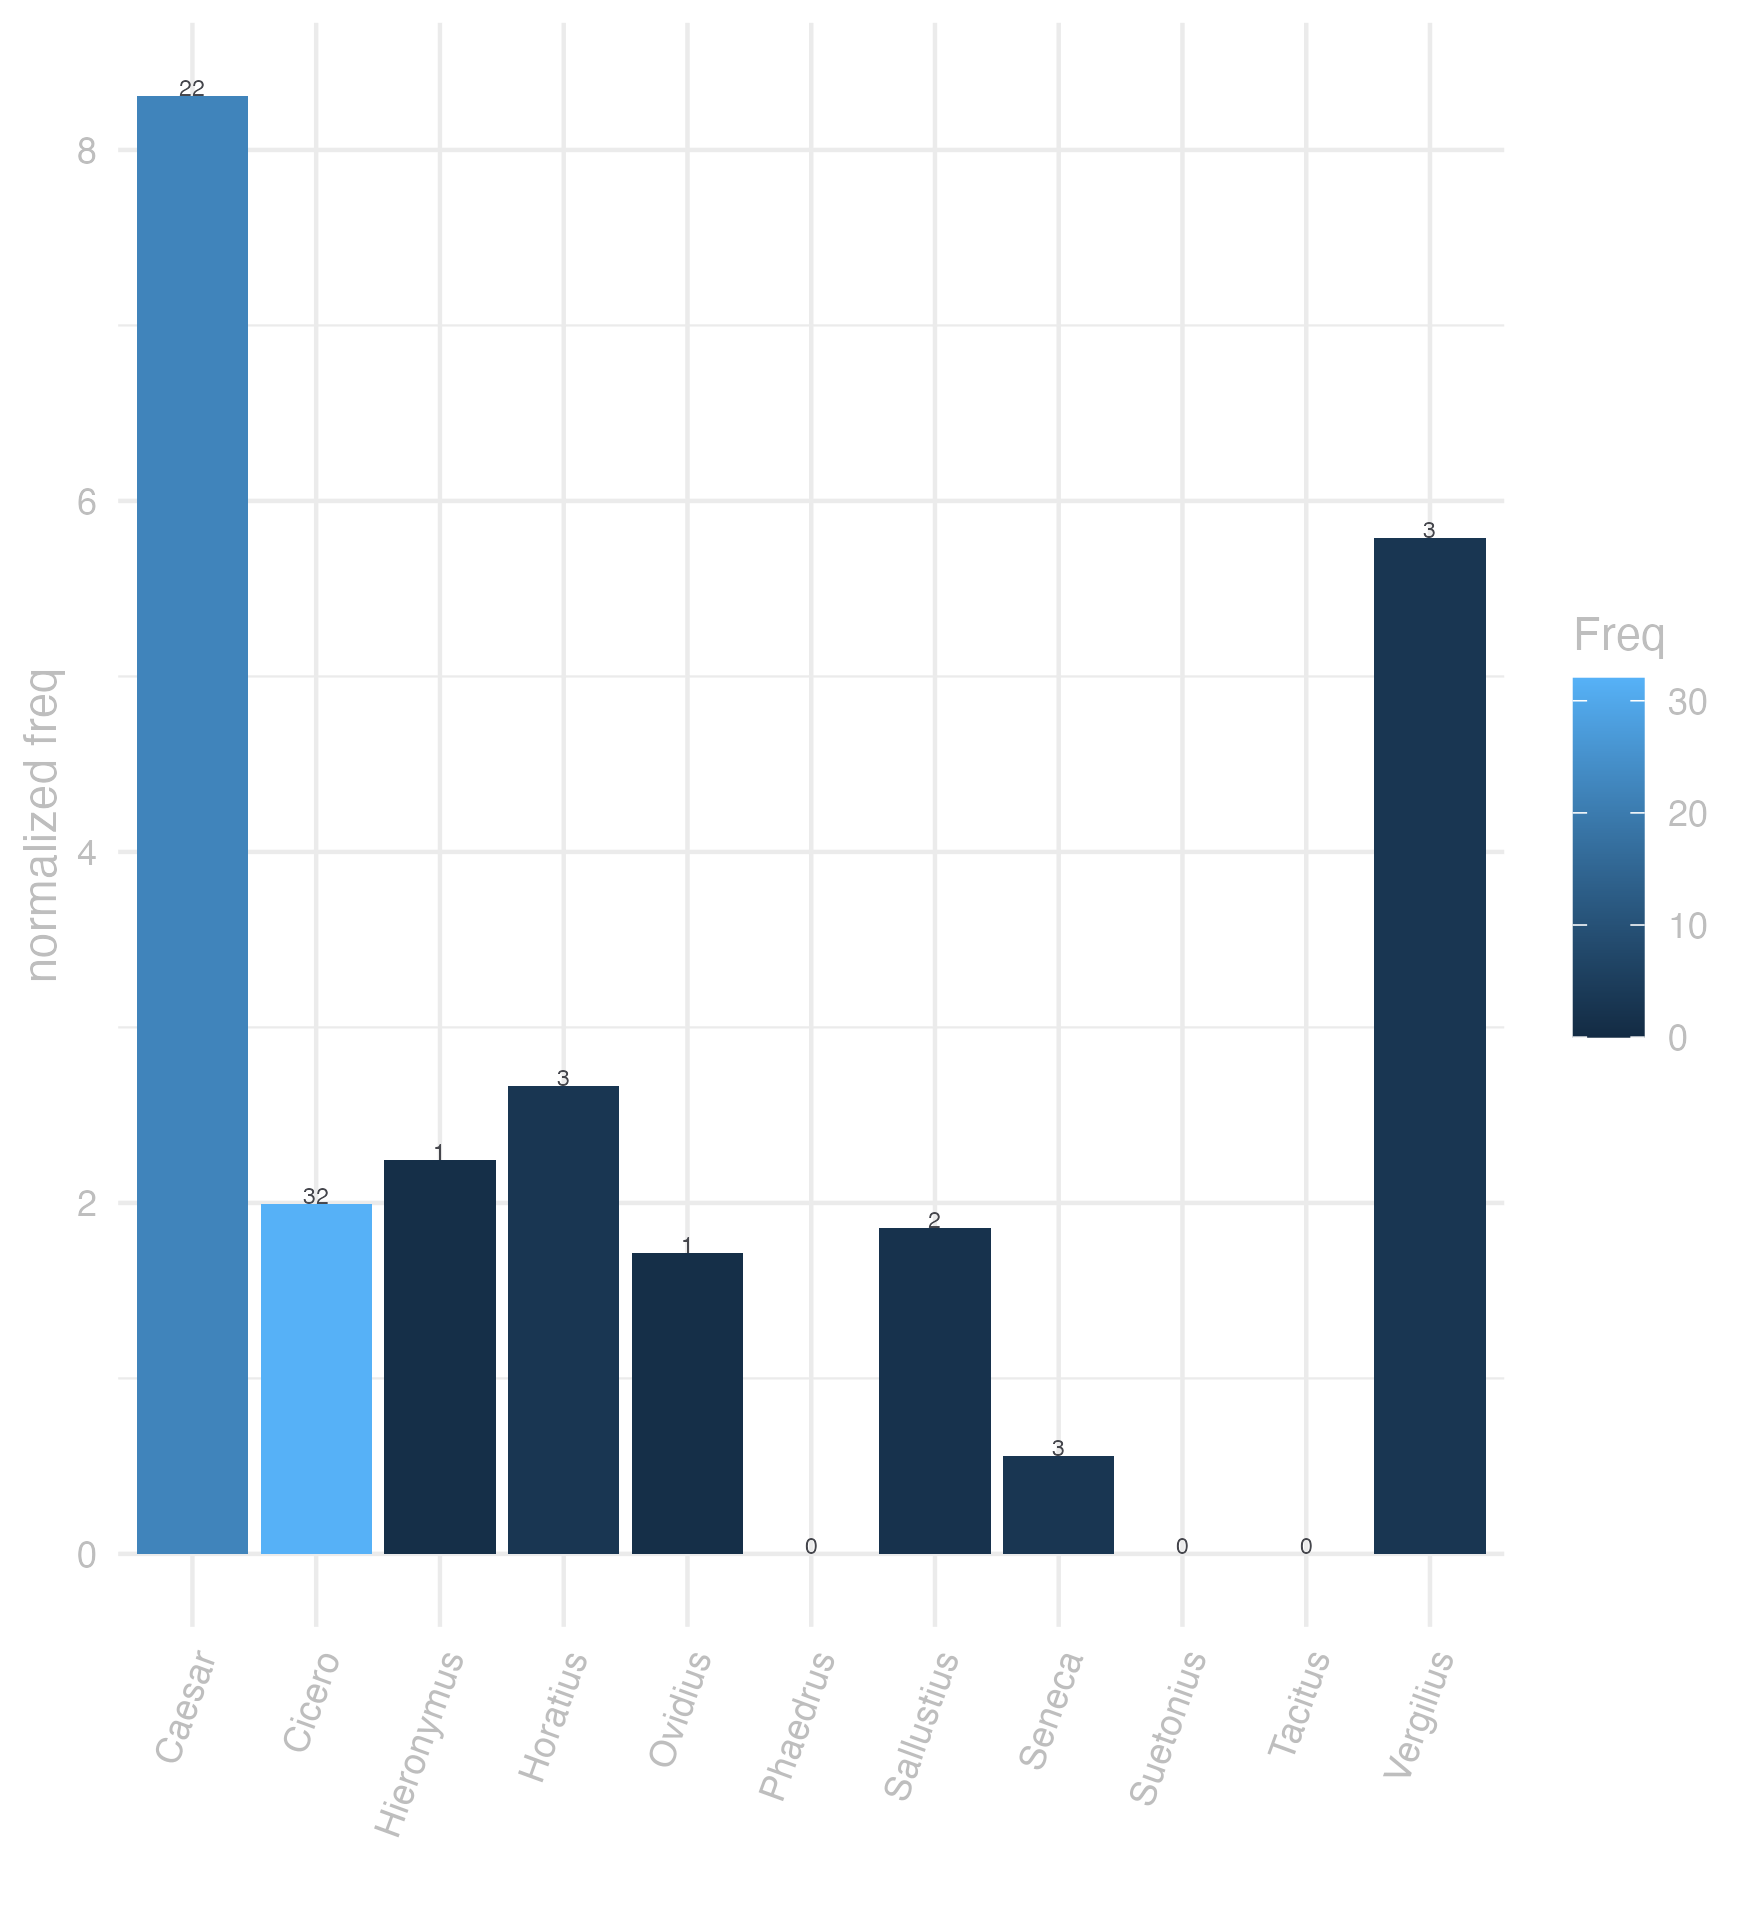 22
8
6
3
Freq
30
normalized freq
20
4
10
0
3
1
32
2
2
1
3
0
0
0
0
Caesar
Cicero
Hieronymus
Horatius
Ovidius
Phaedrus
Sallustius
Seneca
Suetonius
Tacitus
Vergilius